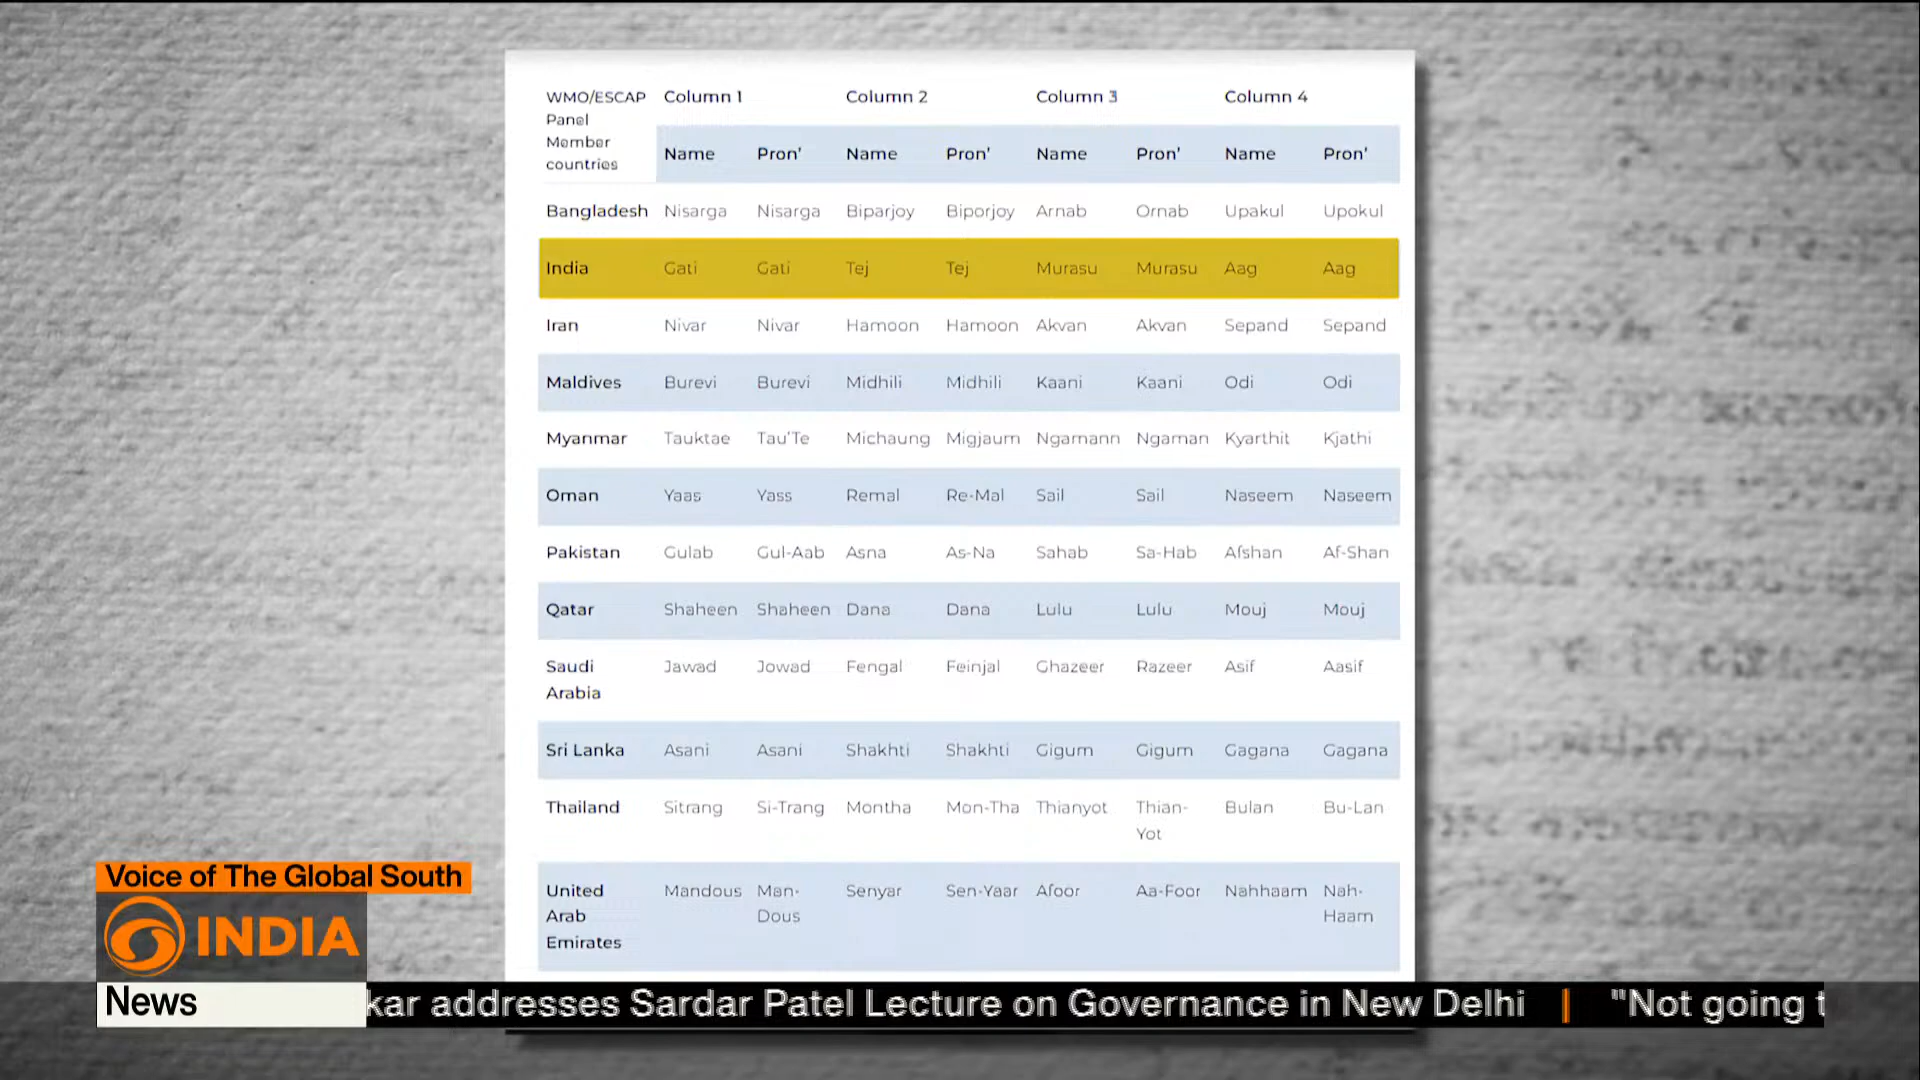 WMO/ESCAP Column 1 Column 2 Column 3 Column 4
Panel
Member
countries
Name Pron' Name Pron' Name Pron' Name Pron'
Bangladesh Nisarga Nisarga Biparjoy Biporjoy Arnab Ornab Upakul Upokul
India Gati Gati Tej Tej Murasu Murasu Aag Aag
Iran Nivar Nivar Hamoon Hamoon Akvan Akvan Sepand Sepand
Maldives Burevi Burevi Midhili Midhili Kaani Kaani Odi Odi
Myanmar Tauktae Tau'Te Michaung Migjaum Ngamann Ngaman Kyarthit Kjathi
Oman Yaas Yass Remal Re-Mal Sail Sail Naseem Naseem
Pakistan Gulab Gul-Aab Asna As-Na Sahab Sa-Hab Afshan Af-Shan
Qatar Shaheen Shaheen Dana Dana Lulu Lulu Mouj Mouj
Saudi Jawad Jowad Fengal Feinjal Ghazeer Razeer Asif Aasif
Arabia
Sri Lanka Asani Asani Shakhti Shakhti Gigum Gigum Gagana Gagana
Thailand Sitrang Si-Trang Montha Mon-Tha Thianyot Thian- Bulan Bu-Lan
Yot
United Mandous Man- Senyar Sen-Yaar Afoor Aa-Foor Nahhaam Nah-
Arab Dous Haam
Emirates
Voice of The Global South
INDIA
News
kar addresses Sardar Patel Lecture on Governance in New Delhi | "Not going t